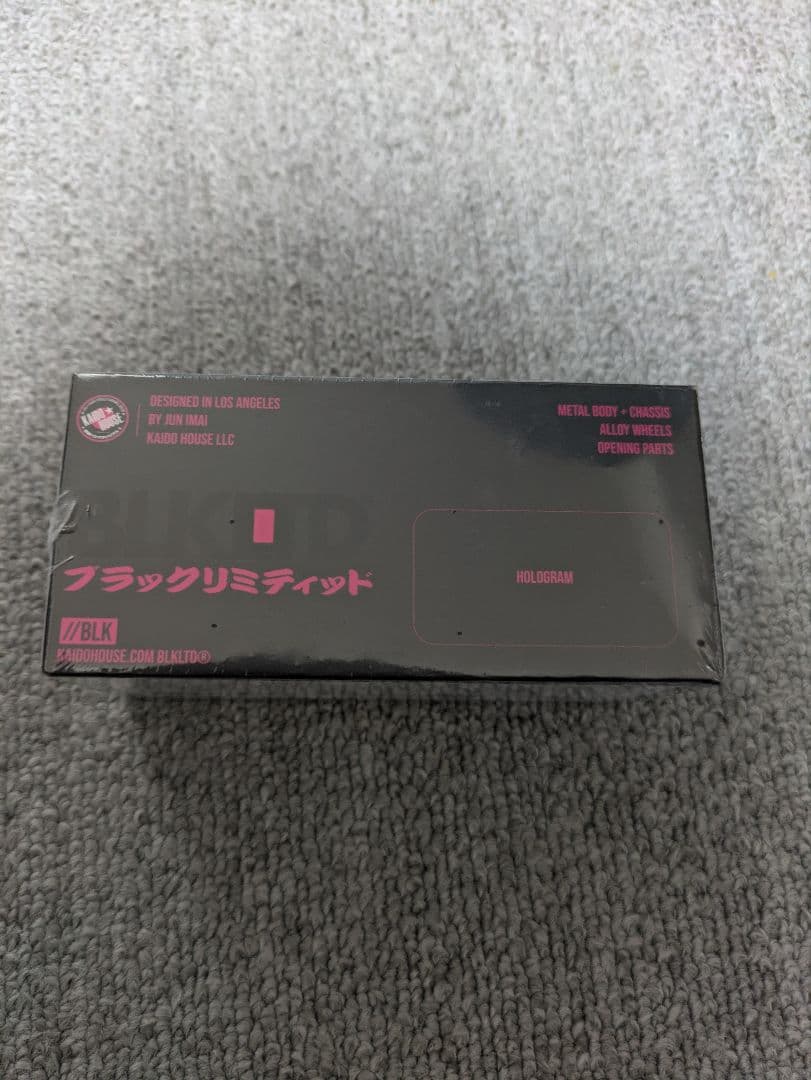 KAIDO HOUSE
DESIGNED IN LOS ANGELES
BY JUN IMAI
KAIDO HOUSE LLC
METAL BODY + CHASSIS
ALLOY WHEELS
OPENING PARTS
BLKLTD
ブラックリミティッド
HOLOGRAM
//BLK
KAIDOHOUSE.COM BLKLTD®